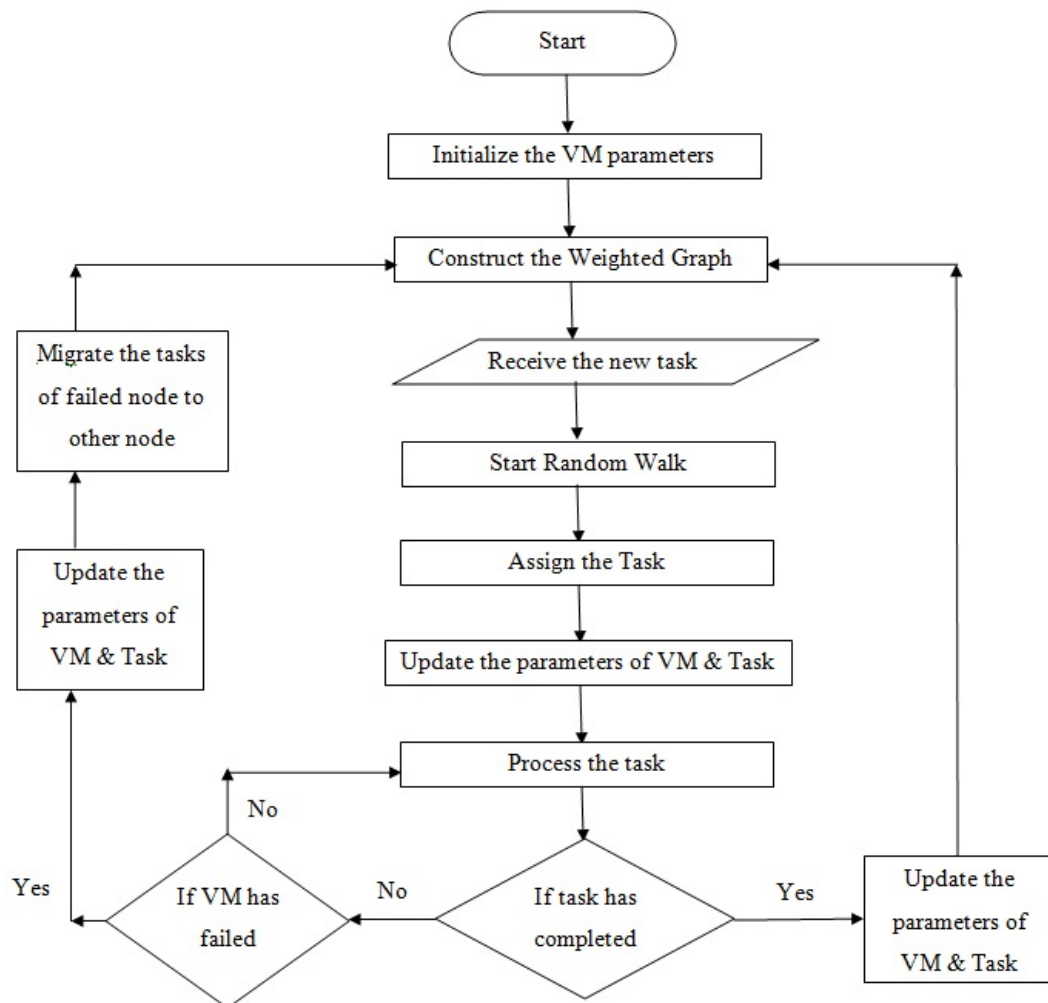 Start
Initialize the VM parameters
Construct the Weighted Graph
Migrate the tasks
of failed node to
other node
Receive the new task
Start Random Walk
Assign the Task
Update the
parameters of
VM & Task
Update the parameters of VM & Task
Process the task
No
Yes
If VM has
failed
No
If task has
completed
Yes
Update the
parameters of
VM & Task